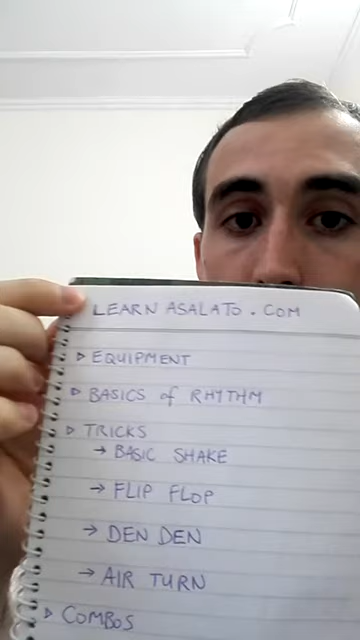 LEARN ASALATO . COM
▷ EQUIPMENT
▷ BASICS of RHYTHM
▷ TRICKS
→ BASIC SHAKE
→ FLIP FLOP
→ DEN DEN
→ AIR TURN
▷ COMBOS